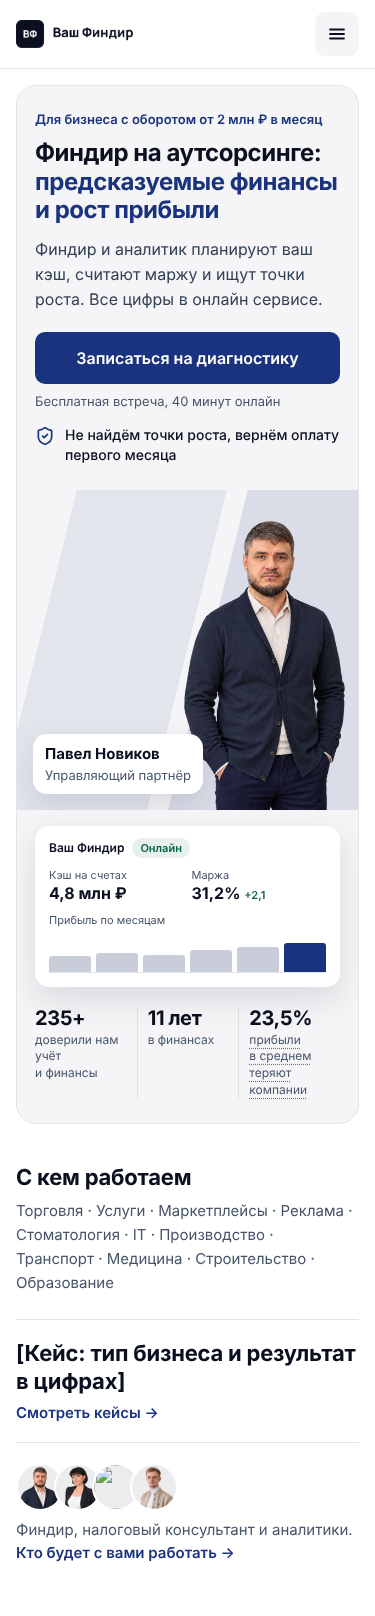 ВФ Ваш Финдир
Для бизнеса с оборотом от 2 млн ₽ в месяц
Финдир на аутсорсинге:
предсказуемые финансы
и рост прибыли
Финдир и аналитик планируют ваш
кэш, считают маржу и ищут точки
роста. Все цифры в онлайн сервисе.
Записаться на диагностику
Бесплатная встреча, 40 минут онлайн
Не найдём точки роста, вернём оплату
первого месяца
Павел Новиков
Управляющий партнёр
Ваш Финдир Онлайн
Кэш на счетах
4,8 млн ₽
Маржа
31,2% +2,1
Прибыль по месяцам
235+
доверили нам
учёт
и финансы
11 лет
в финансах
23,5%
прибыли
в среднем
теряют
компании
С кем работаем
Торговля · Услуги · Маркетплейсы · Реклама ·
Стоматология · IT · Производство ·
Транспорт · Медицина · Строительство ·
Образование
[Кейс: тип бизнеса и результат
в цифрах]
Смотреть кейсы →
Финдир, налоговый консультант и аналитики.
Кто будет с вами работать →